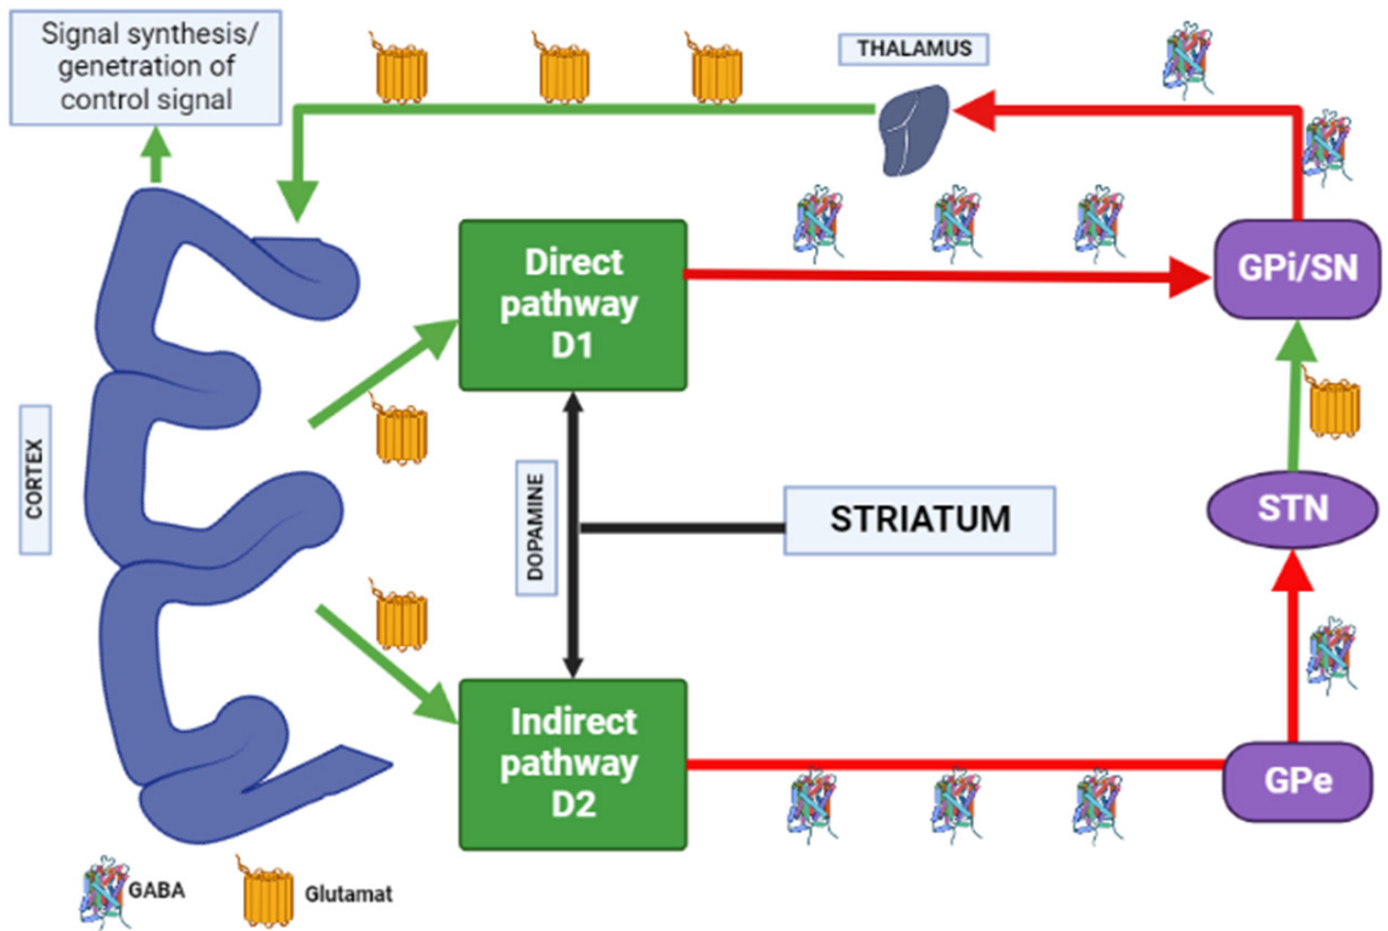 Signal synthesis/
genetration of
control signal
THALAMUS
Direct
pathway
D1
GPi/SN
CORTEX
DOPAMINE
STRIATUM
STN
Indirect
pathway
D2
GPe
GABA
Glutamat